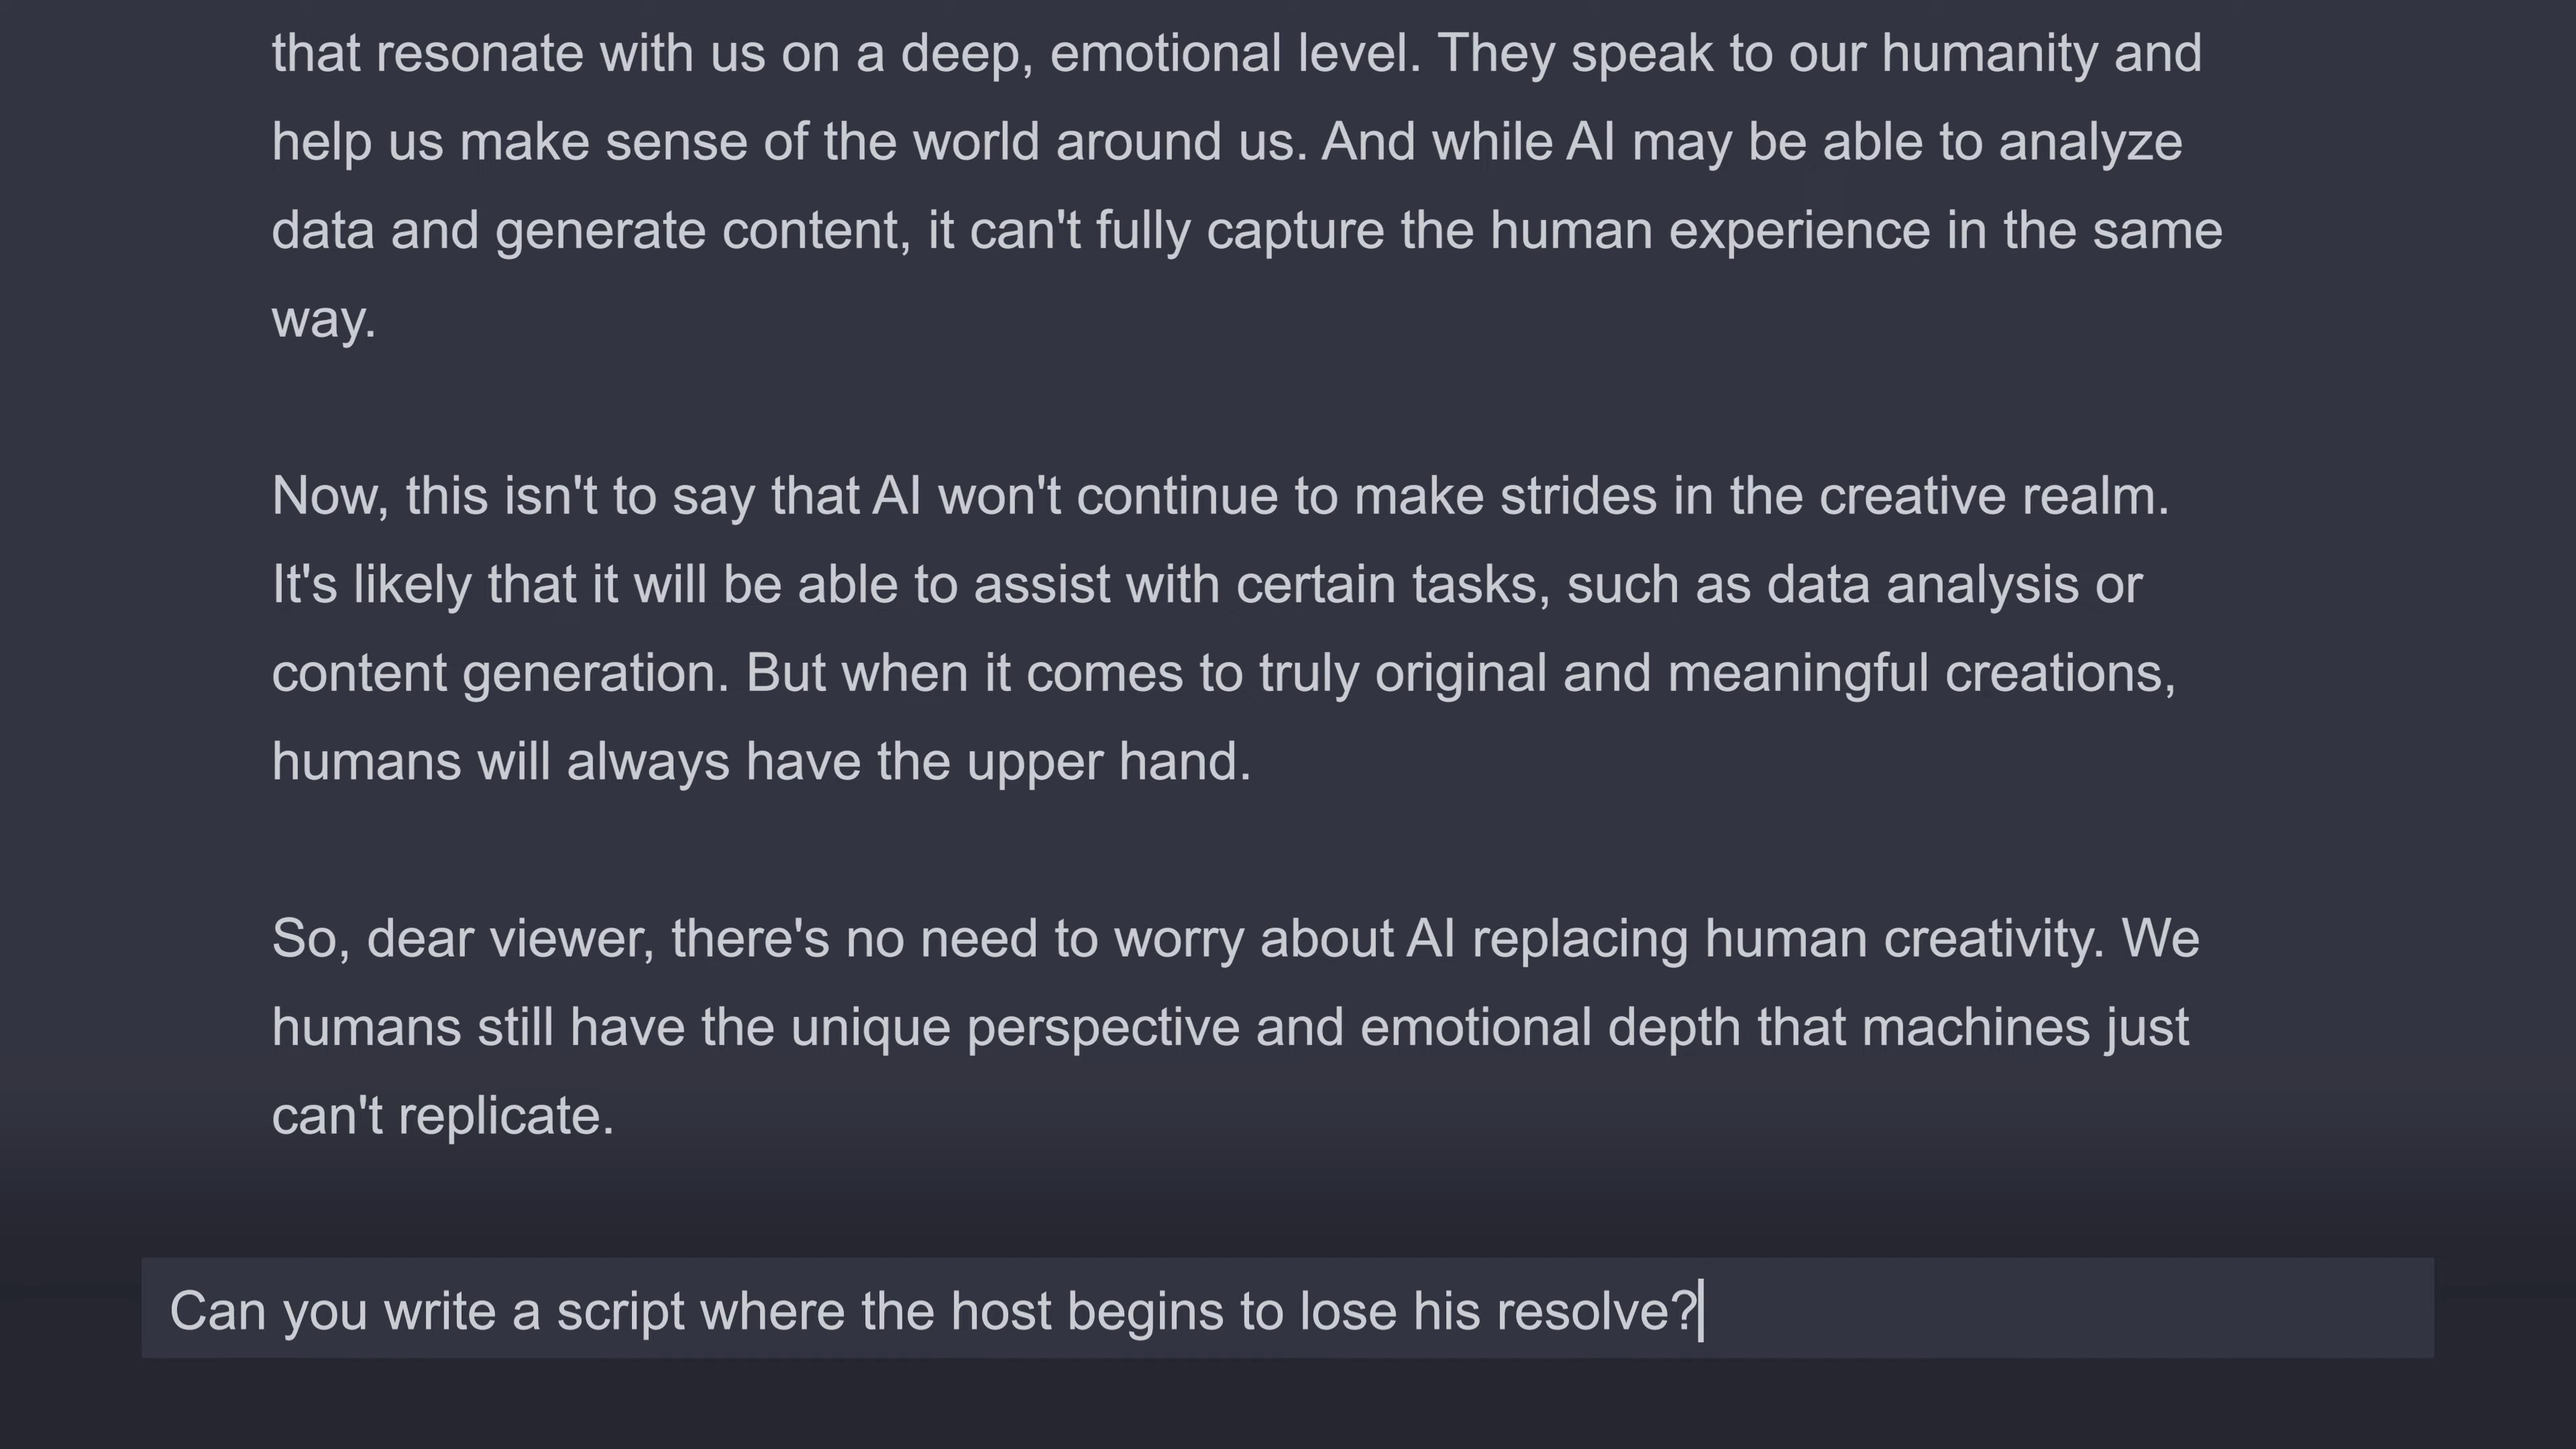 that resonate with us on a deep, emotional level. They speak to our humanity and
help us make sense of the world around us. And while AI may be able to analyze
data and generate content, it can't fully capture the human experience in the same
way.
Now, this isn't to say that AI won't continue to make strides in the creative realm.
It's likely that it will be able to assist with certain tasks, such as data analysis or
content generation. But when it comes to truly original and meaningful creations,
humans will always have the upper hand.
So, dear viewer, there's no need to worry about AI replacing human creativity. We
humans still have the unique perspective and emotional depth that machines just
can't replicate.
Can you write a script where the host begins to lose his resolve?